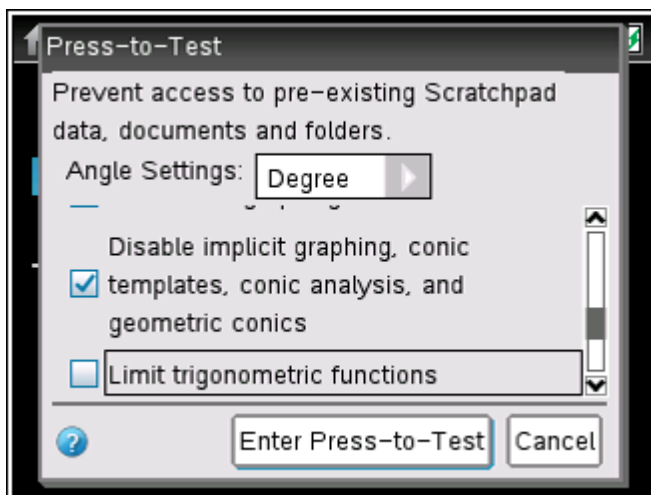 Press-to-Test
Prevent access to pre-existing Scratchpad
data, documents and folders.
Angle Settings: Degree
Disable implicit graphing, conic
templates, conic analysis, and
geometric conics
Limit trigonometric functions
Enter Press-to-Test Cancel